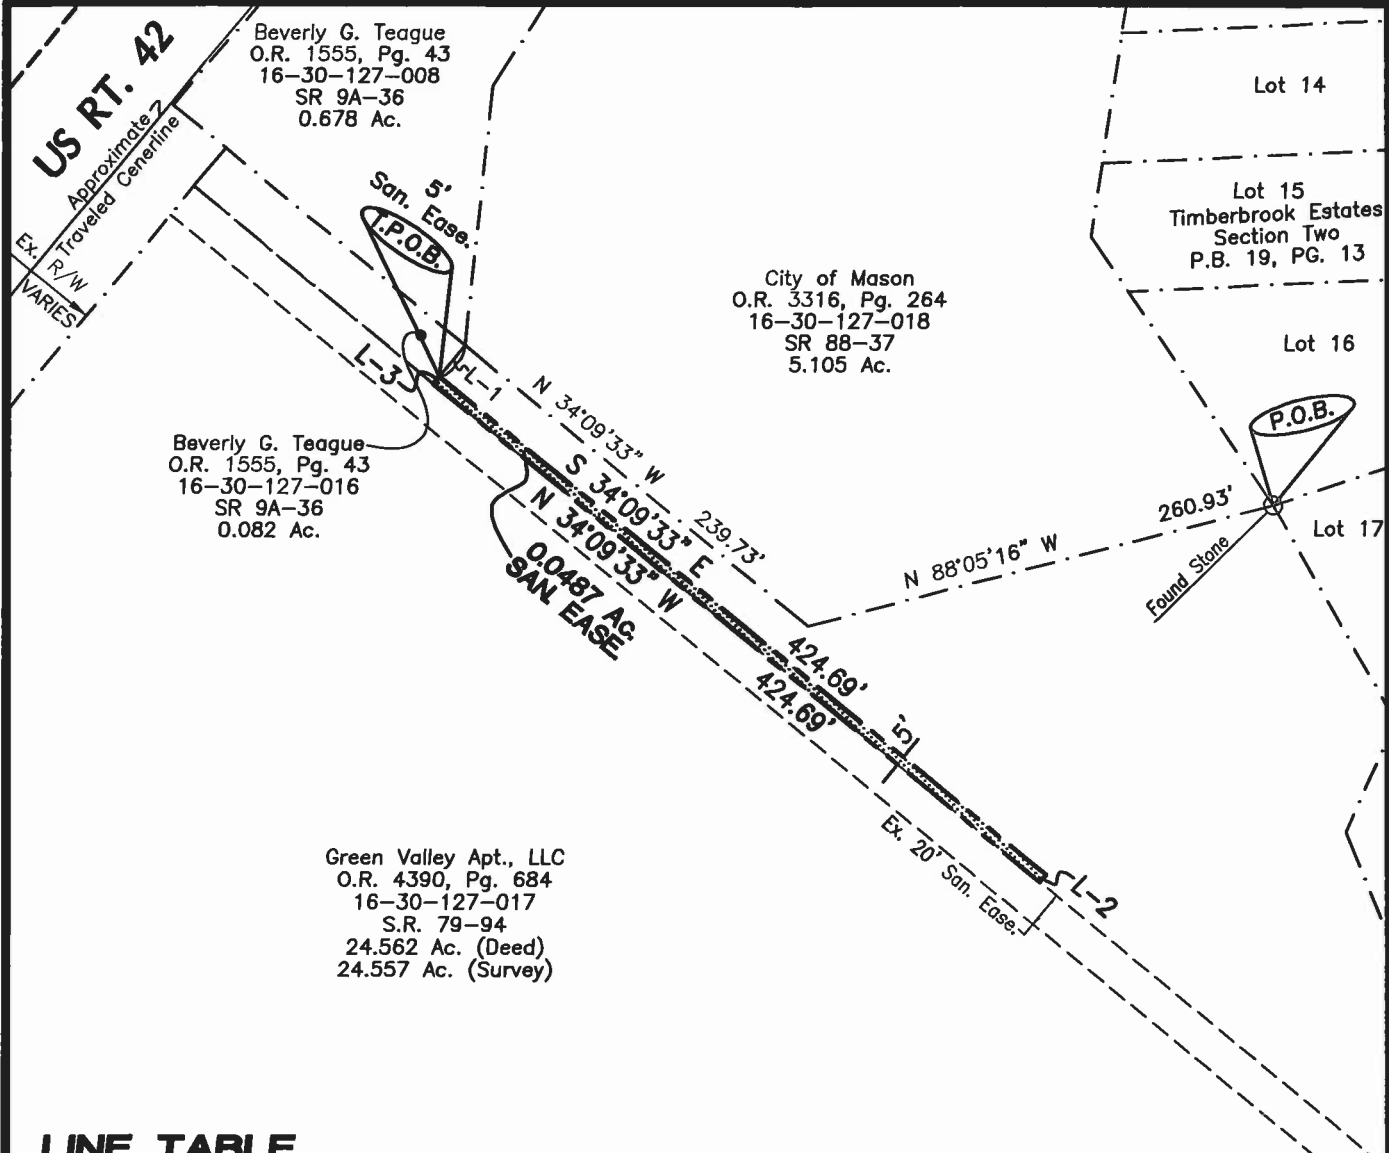 US RT. 42
Approximate
Traveled Cenerline
Ex. R/W
VARIES
Beverly G. Teague
O.R. 1555, Pg. 43
16-30-127-008
SR 9A-36
0.678 Ac.
5'
San. Ease.
T.P.O.B.
L-3
L-1
City of Mason
O.R. 3316, Pg. 264
16-30-127-018
SR 88-37
5.105 Ac.
Lot 14
Lot 15
Timberbrook Estates
Section Two
P.B. 19, PG. 13
Lot 16
P.O.B.
Lot 17
Found Stone
N 88°05'16" W
260.93'
N 34°09'33" W
239.73'
S 34°09'33" E
424.69'
N 34°09'33" W
424.69'
0.0487 Ac.
SAN. EASE.
Beverly G. Teague
O.R. 1555, Pg. 43
16-30-127-016
SR 9A-36
0.082 Ac.
5'
Ex. 20' San. Ease.
L-2
Green Valley Apt., LLC
O.R. 4390, Pg. 684
16-30-127-017
S.R. 79-94
24.562 Ac. (Deed)
24.557 Ac. (Survey)
LINE TABLE